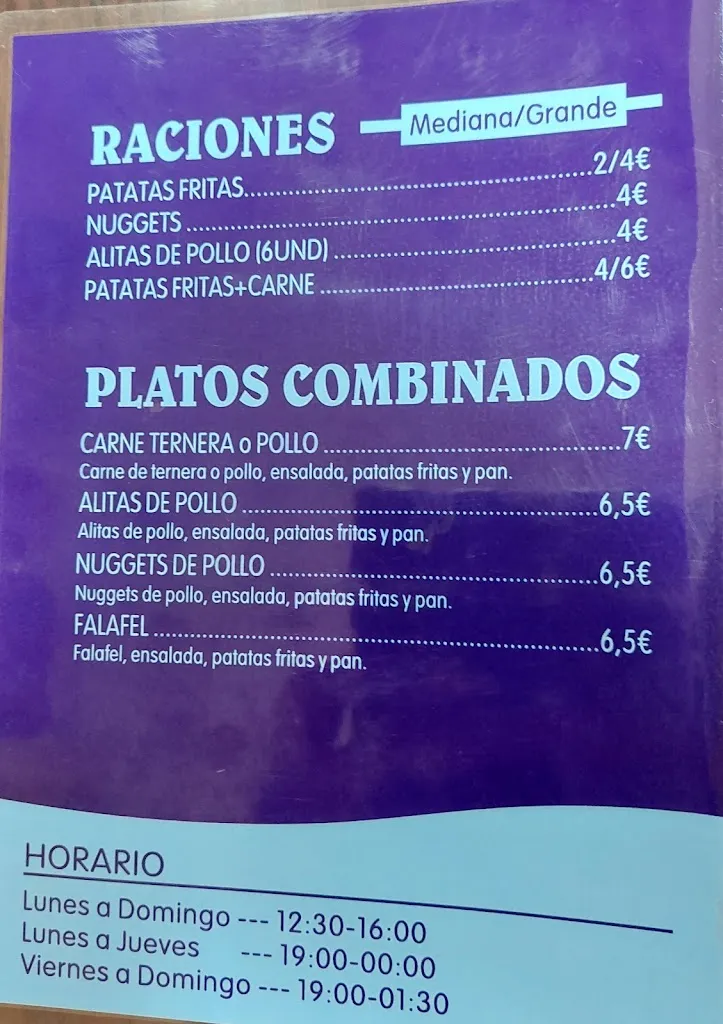 RACIONES Mediana/Grande
PATATAS FRITAS....................2/4€
NUGGETS....................4€
ALITAS DE POLLO (6UND)....................4€
PATATAS FRITAS+CARNE....................4/6€
PLATOS COMBINADOS
CARNE TERNERA o POLLO....................7€
Carne de ternera o pollo, ensalada, patatas fritas y pan.
ALITAS DE POLLO....................6,5€
Alitas de pollo, ensalada, patatas fritas y pan.
NUGGETS DE POLLO....................6,5€
Nuggets de pollo, ensalada, patatas fritas y pan.
FALAFEL....................6,5€
Falafel, ensalada, patatas fritas y pan.
HORARIO
Lunes a Domingo --- 12:30-16:00
Lunes a Jueves --- 19:00-00:00
Viernes a Domingo --- 19:00-01:30